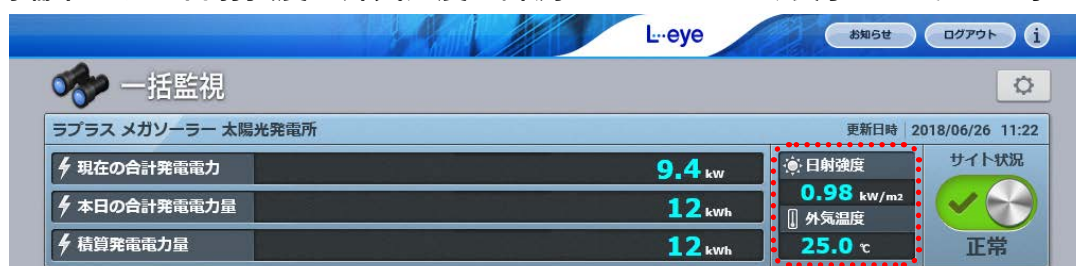 L・・eye お知らせ ログアウト i
一括監視
ラプラス メガソーラー 太陽光発電所 更新日時 2018/06/26 11:22
現在の合計発電電力 9.4 kW
本日の合計発電電力量 12 kWh
積算発電電力量 12 kWh
日射強度
0.98 kW/m2
外気温度
25.0 ℃
サイト状況
正常